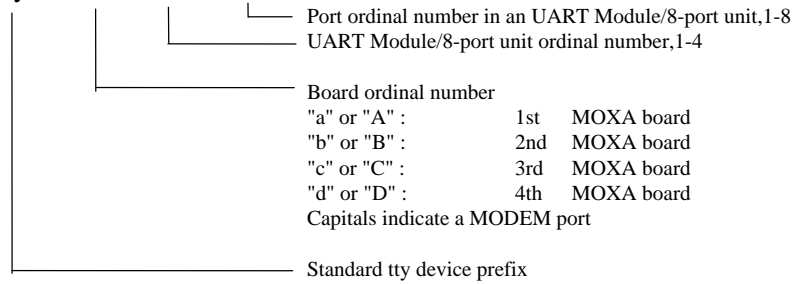 Port ordinal number in an UART Module/8-port unit,1-8
UART Module/8-port unit ordinal number,1-4
Board ordinal number
"a" or "A" : 1st MOXA board
"b" or "B" : 2nd MOXA board
"c" or "C" : 3rd MOXA board
"d" or "D" : 4th MOXA board
Capitals indicate a MODEM port
Standard tty device prefix